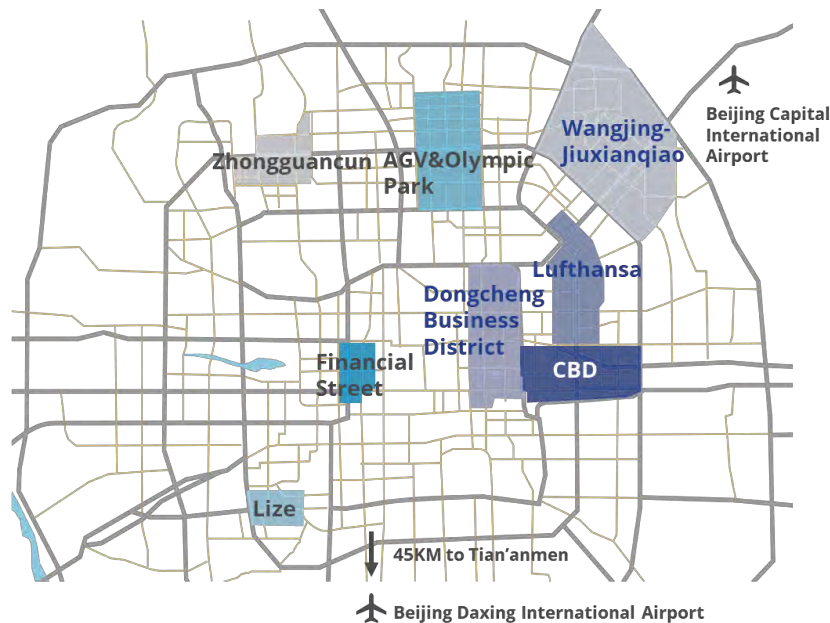 Beijing Capital
International
Airport
Wangjing-
Jiuxianqiao
Zhongguancun
AGV&Olympic
Park
Lufthansa
Dongcheng
Business
District
Financial
Street
CBD
Lize
45KM to Tian’anmen
Beijing Daxing International Airport